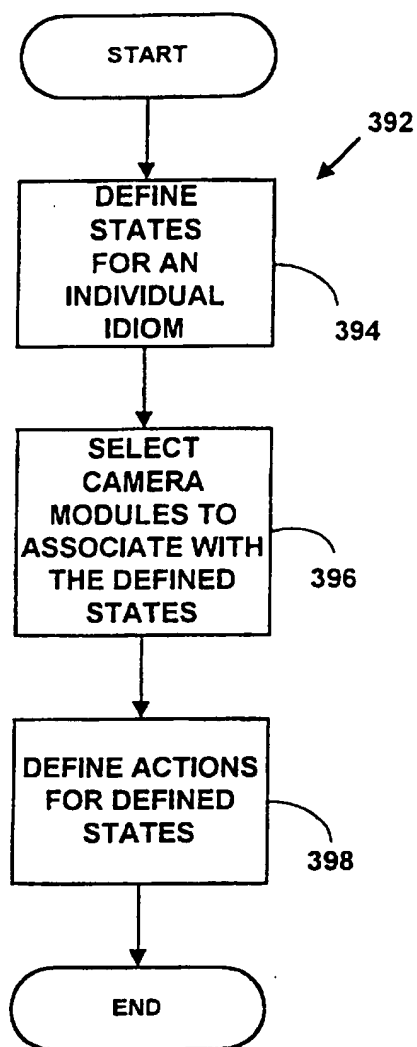 START
392
DEFINE
STATES
FOR AN
INDIVIDUAL
IDIOM
394
SELECT
CAMERA
MODULES TO
ASSOCIATE WITH
THE DEFINED
STATES
396
DEFINE ACTIONS
FOR DEFINED
STATES
398
END